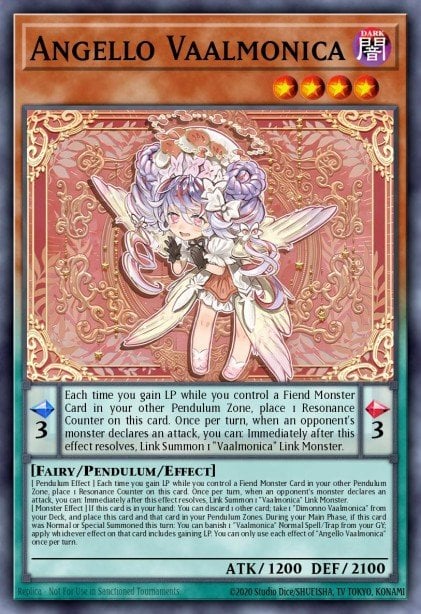 ANGELLO VAALMONICA
DARK
闇
Each time you gain LP while you control a Fiend Monster
Card in your other Pendulum Zone, place 1 Resonance
Counter on this card. Once per turn, when an opponent's
monster declares an attack, you can: Immediately after this
effect resolves, Link Summon 1 "Vaalmonica" Link Monster.
3
3
[FAIRY/PENDULUM/EFFECT]
[ Pendulum Effect ] Each time you gain LP while you control a Fiend Monster Card in your other Pendulum
Zone, place 1 Resonance Counter on this card. Once per turn, when an opponent's monster declares an
attack, you can: Immediately after this effect resolves, Link Summon 1 "Vaalmonica" Link Monster.
[ Monster Effect ] If this card is in your hand: You can discard 1 other card; take 1 "Dimonno Vaalmonica" from
your Deck, and place this card and that card in your Pendulum Zones. During your Main Phase, if this card
was Normal or Special Summoned this turn: You can banish 1 "Vaalmonica" Normal Spell/Trap from your GY;
apply whichever effect on that card includes gaining LP. You can only use each effect of "Angello Vaalmonica"
once per turn.
ATK/1200 DEF/2100
Replica - Not For Use in Sanctioned Tournaments
©2020 Studio Dice/SHUEISHA, TV TOKYO, KONAMI